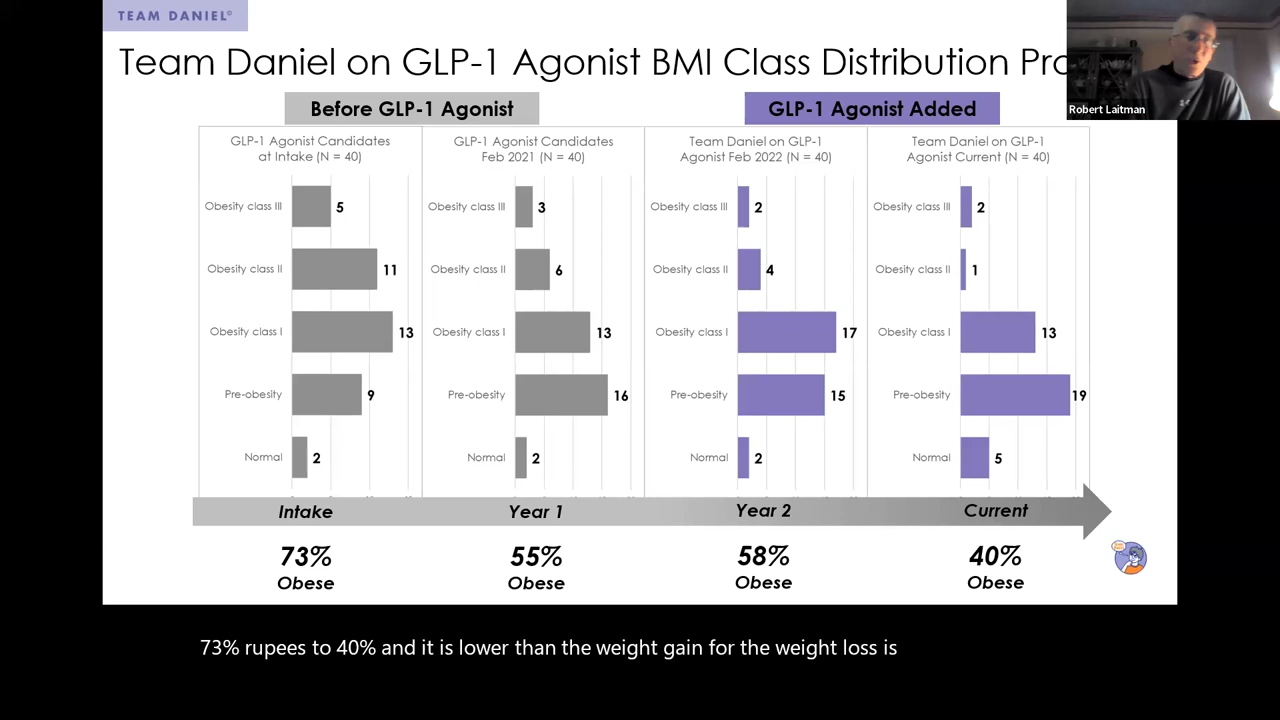 TEAM DANIEL®
Team Daniel on GLP-1 Agonist BMI Class Distribution Pro
Robert Laitman
Before GLP-1 Agonist
GLP-1 Agonist Added
GLP-1 Agonist Candidates
at Intake (N = 40)
Obesity class III 5
Obesity class II 11
Obesity class I 13
Pre-obesity 9
Normal 2
GLP-1 Agonist Candidates
Feb 2021 (N = 40)
Obesity class III 3
Obesity class II 6
Obesity class I 13
Pre-obesity 16
Normal 2
Team Daniel on GLP-1
Agonist Feb 2022 (N = 40)
Obesity class III 2
Obesity class II 4
Obesity class I 17
Pre-obesity 15
Normal 2
Team Daniel on GLP-1
Agonist Current (N = 40)
Obesity class III 2
Obesity class II 1
Obesity class I 13
Pre-obesity 19
Normal 5
Intake Year 1 Year 2 Current
73% 55% 58% 40%
Obese Obese Obese Obese
73% rupees to 40% and it is lower than the weight gain for the weight loss is